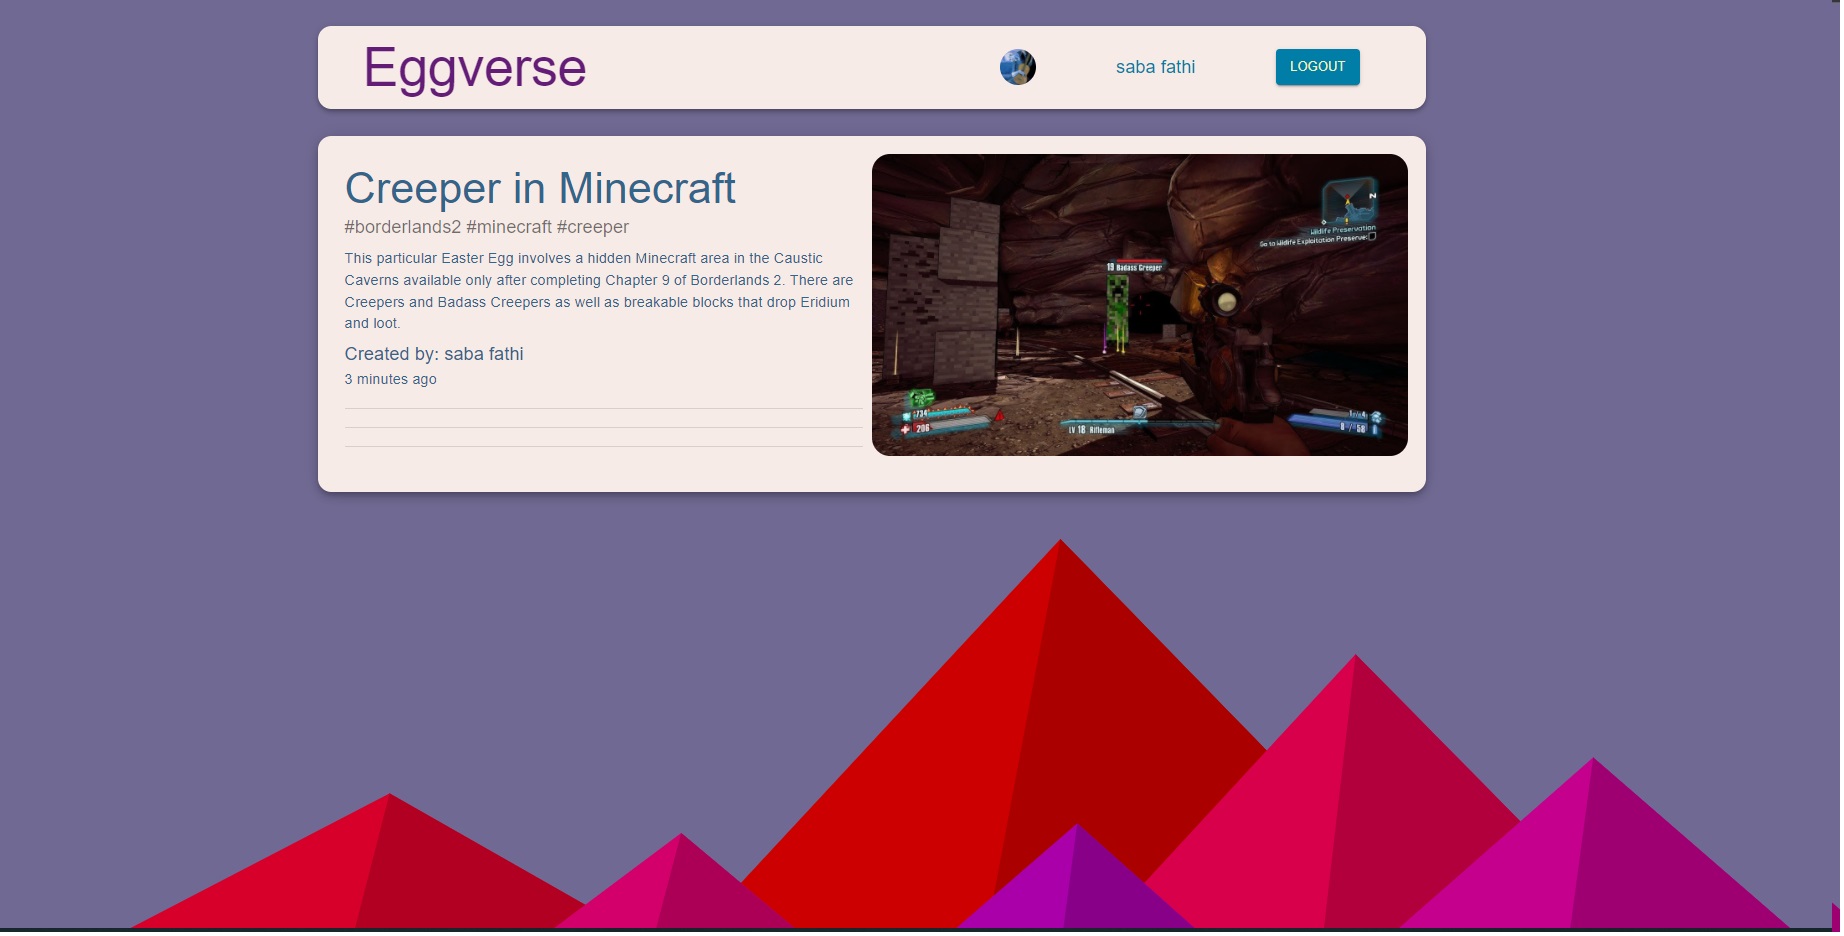 Eggverse
saba fathi
LOGOUT
Creeper in Minecraft
#borderlands2 #minecraft #creeper
This particular Easter Egg involves a hidden Minecraft area in the Caustic
Caverns available only after completing Chapter 9 of Borderlands 2. There are
Creepers and Badass Creepers as well as breakable blocks that drop Eridium
and loot.
Created by: saba fathi
3 minutes ago
N
Wildlife Preservation
Go to Wildlife Exploitation Preserve:
19 Badass Creeper
734
206
LV 18 Rifleman